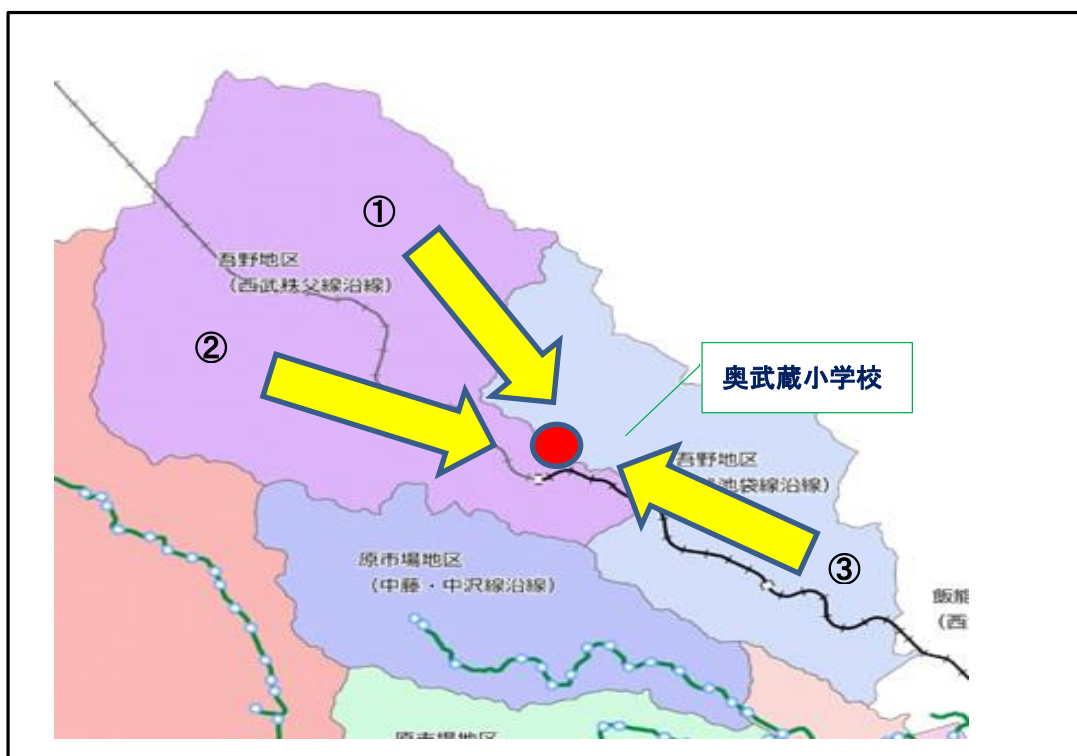 ①
吾野地区
(西武秩父線沿線)
②
奥武蔵小学校
吾野地区
池袋線沿線)
③
原市場地区
(中藤・中沢線沿線)
飯能
(西
原市場地区